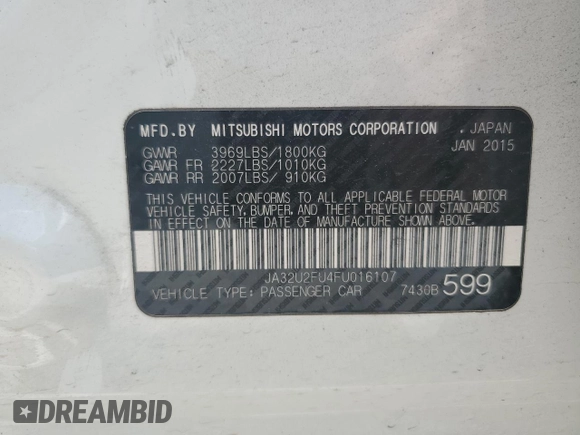 MFD.BY MITSUBISHI MOTORS CORPORATION . JAPAN
GVWR 3969LBS/1800KG JAN 2015
GAWR FR 2227LBS/1010KG
GAWR RR 2007LBS/ 910KG
THIS VEHICLE CONFORMS TO ALL APPLICABLE FEDERAL MOTOR
VEHICLE SAFETY, BUMPER, AND THEFT PREVENTION STANDARDS
IN EFFECT ON THE DATE OF MANUFACTURE SHOWN ABOVE.
JA32U2FU4FU016107
VEHICLE TYPE: PASSENGER CAR 7430B 599
DREAMBID